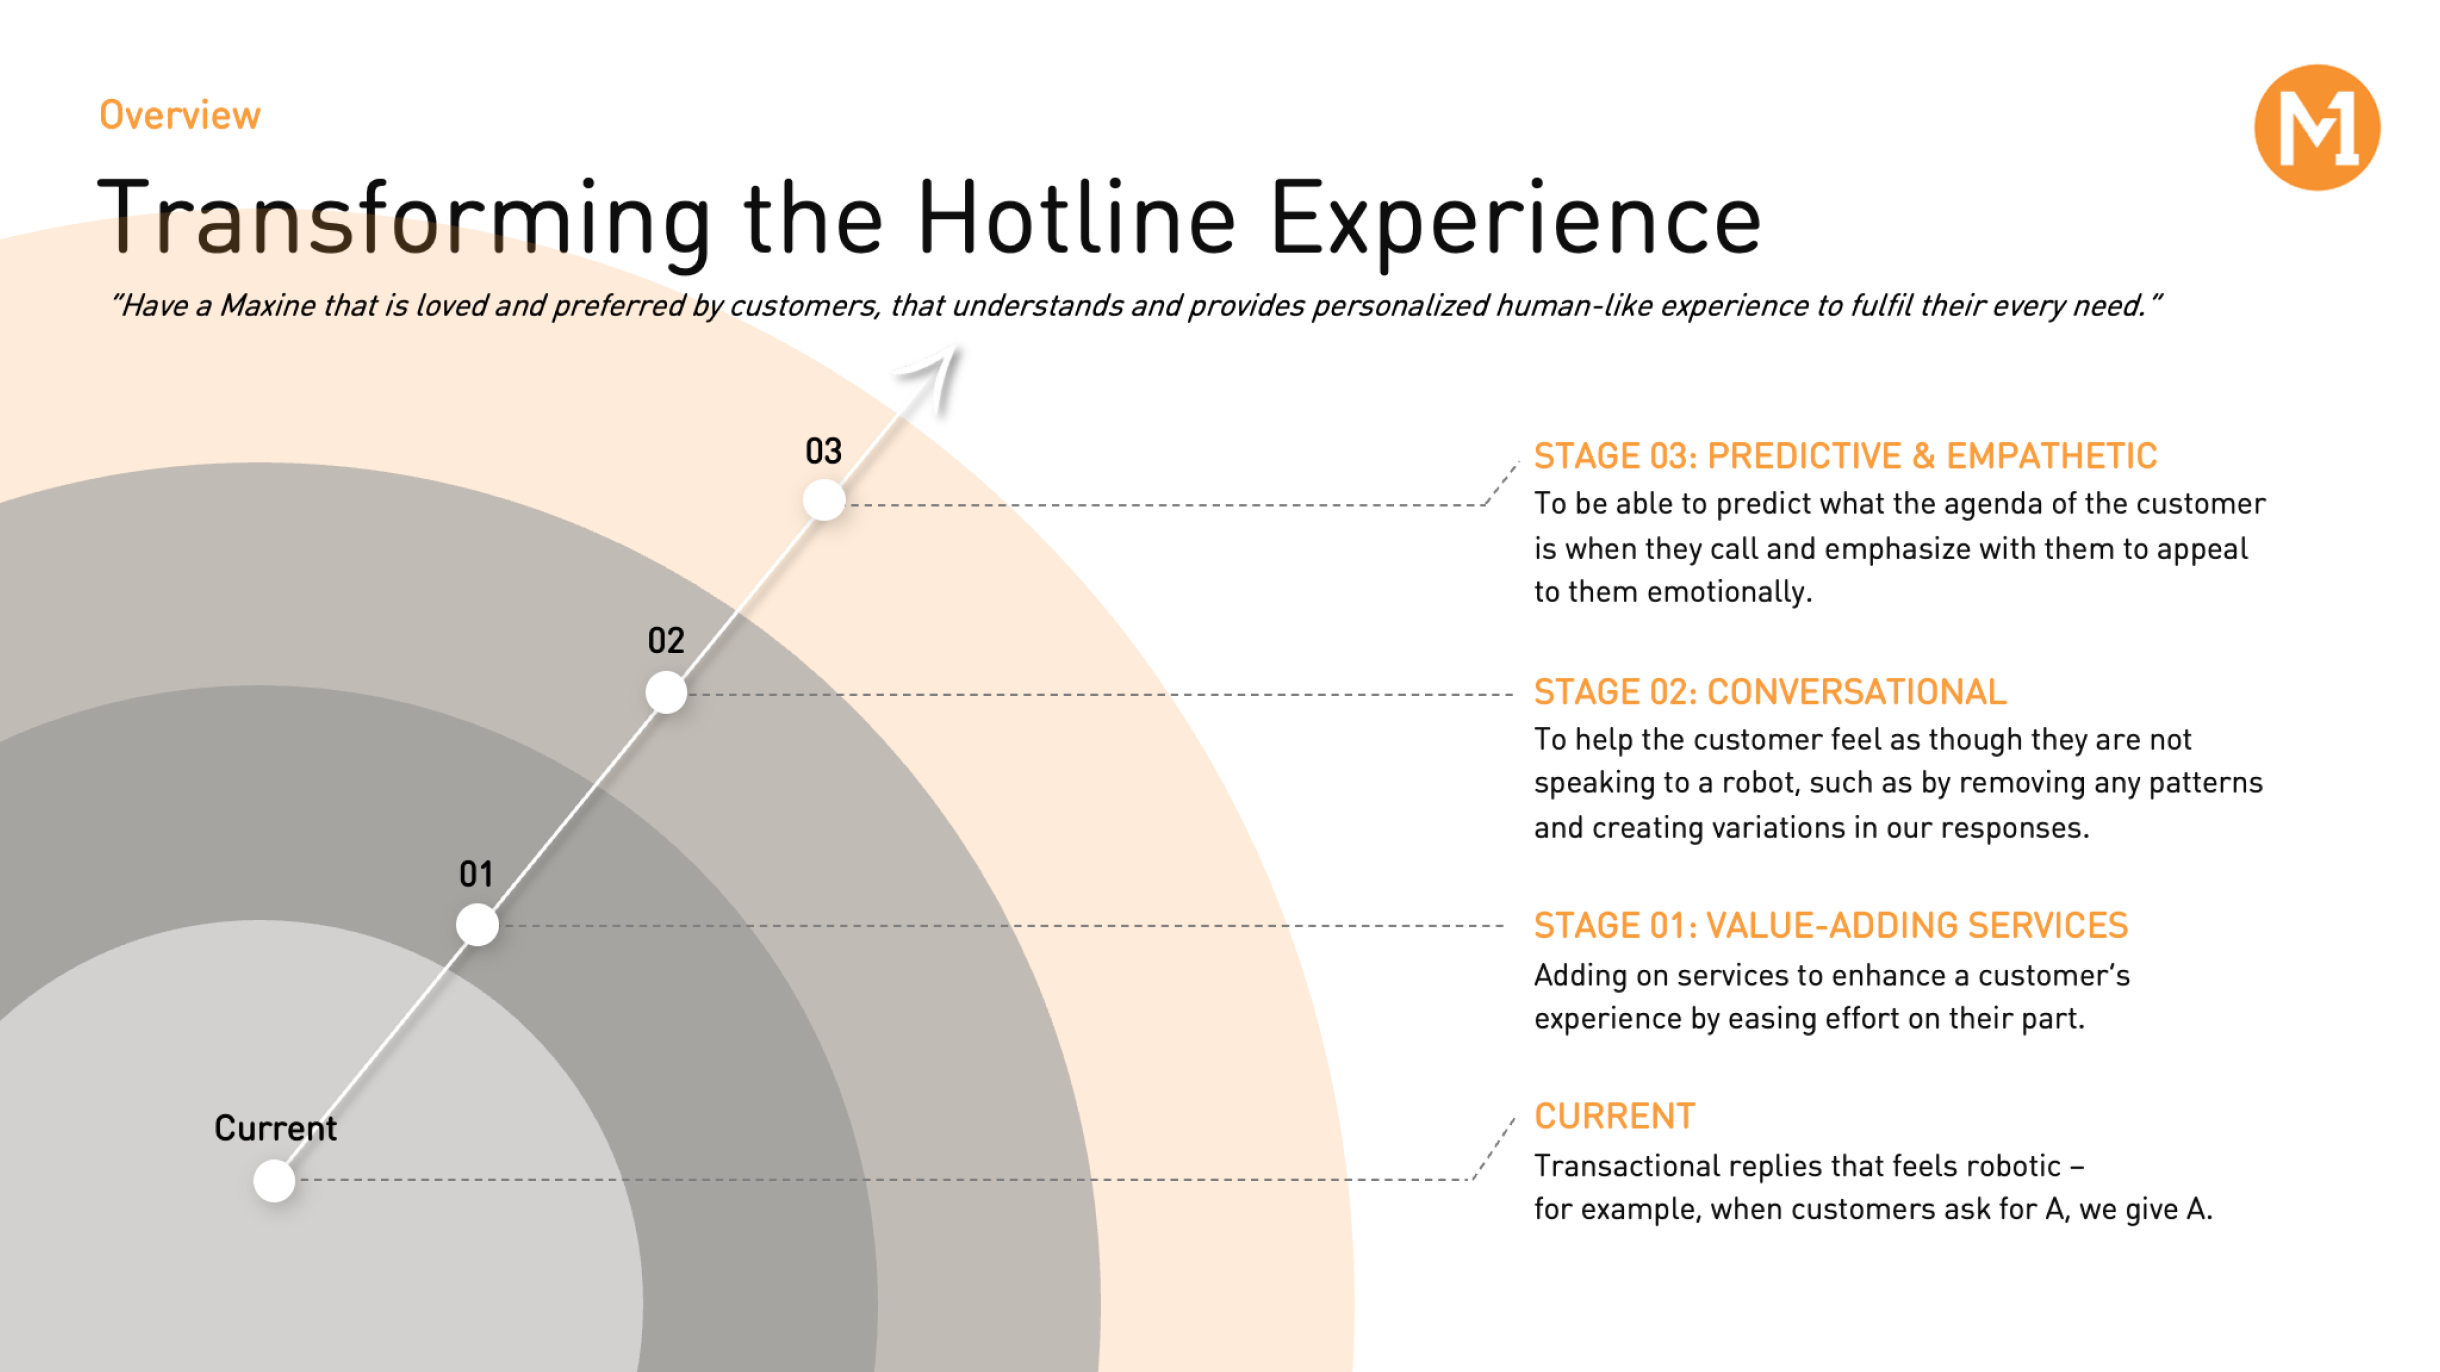 Overview
M1
Transforming the Hotline Experience
“Have a Maxine that is loved and preferred by customers, that understands and provides personalized human-like experience to fulfil their every need.”
03
STAGE 03: PREDICTIVE & EMPATHETIC
To be able to predict what the agenda of the customer
is when they call and emphasize with them to appeal
to them emotionally.
02
STAGE 02: CONVERSATIONAL
To help the customer feel as though they are not
speaking to a robot, such as by removing any patterns
and creating variations in our responses.
01
STAGE 01: VALUE-ADDING SERVICES
Adding on services to enhance a customer’s
experience by easing effort on their part.
Current
CURRENT
Transactional replies that feels robotic –
for example, when customers ask for A, we give A.